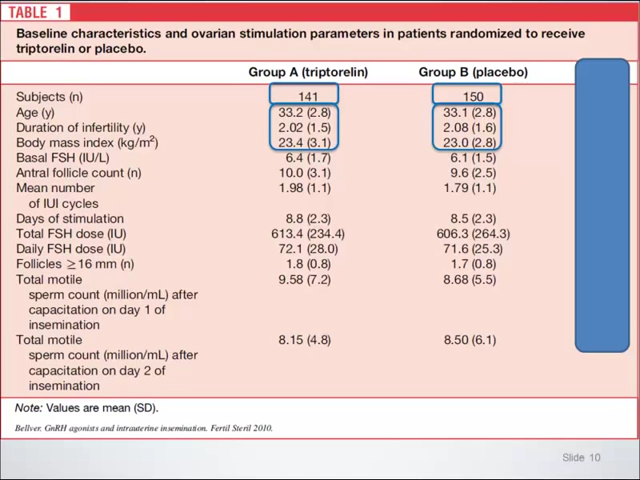 TABLE 1
Baseline characteristics and ovarian stimulation parameters in patients randomized to receive
triptorelin or placebo.
Group A (triptorelin) Group B (placebo)
Subjects (n) 141 150
Age (y) 33.2 (2.8) 33.1 (2.8)
Duration of infertility (y) 2.02 (1.5) 2.08 (1.6)
Body mass index (kg/m²) 23.4 (3.1) 23.0 (2.8)
Basal FSH (IU/L) 6.4 (1.7) 6.1 (1.5)
Antral follicle count (n) 10.0 (3.1) 9.6 (2.5)
Mean number 1.98 (1.1) 1.79 (1.1)
of IUI cycles
Days of stimulation 8.8 (2.3) 8.5 (2.3)
Total FSH dose (IU) 613.4 (234.4) 606.3 (264.3)
Daily FSH dose (IU) 72.1 (28.0) 71.6 (25.3)
Follicles ≥16 mm (n) 1.8 (0.8) 1.7 (0.8)
Total motile 9.58 (7.2) 8.68 (5.5)
sperm count (million/mL) after
capacitation on day 1 of
insemination
Total motile 8.15 (4.8) 8.50 (6.1)
sperm count (million/mL) after
capacitation on day 2 of
insemination
Note: Values are mean (SD).
Bellver. GnRH agonists and intrauterine insemination. Fertil Steril 2010.
Slide 10